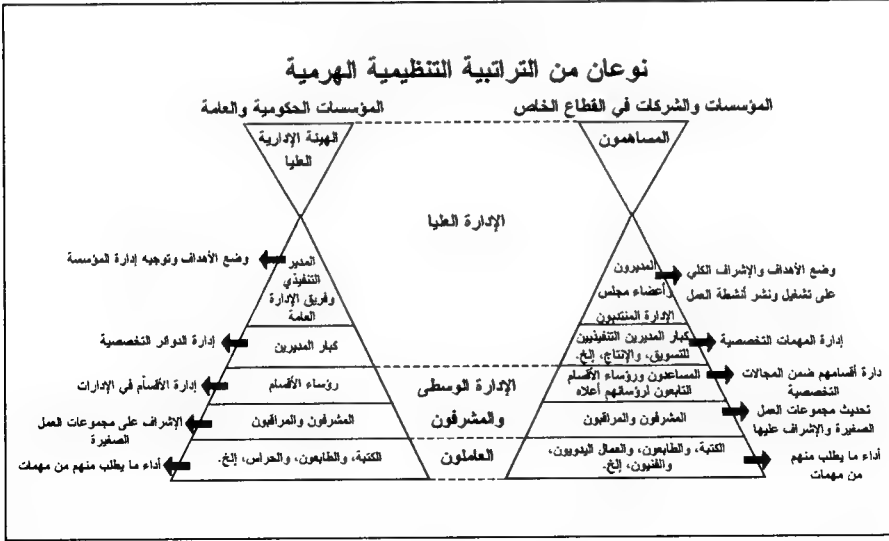 نوعان من التراتبية التنظيمية الهرمية
المؤسسات والشركات في القطاع الخاص
المساهمون
المديرون
وأعضاء مجلس
الإدارة المنتدبون
وضع الأهداف والإشراف الكلي
على تشغيل ونشر أنشطة العمل
كبار المديرين التنفيذيين
للتسويق، والإنتاج، إلخ.
إدارة المهمات التخصصية
المساعدون ورؤساء الأقسام
التابعون لرؤسائهم أعلاه
دارة أقسامهم ضمن المجالات
التخصصية
المشرفون والمراقبون
تحديث مجموعات العمل
الصغيرة والإشراف عليها
الكتبة، والطابعون، والعمال اليدويون،
والفنيون، إلخ.
أداء ما يطلب منهم
من مهمات
الإدارة العليا
الإدارة الوسطى
والمشرفون
العاملون
المؤسسات الحكومية والعامة
الهيئة الإدارية
العليا
المدير
التنفيذي
وفريق الإدارة
العامة
وضع الأهداف وتوجيه إدارة المؤسسة
كبار المديرين
إدارة الدوائر التخصصية
رؤساء الأقسام
إدارة الأقسام في الإدارات
المشرفون والمراقبون
الإشراف على مجموعات العمل
الصغيرة
الكتبة، والطابعون، والحراس، إلخ.
أداء ما يطلب منهم من مهمات